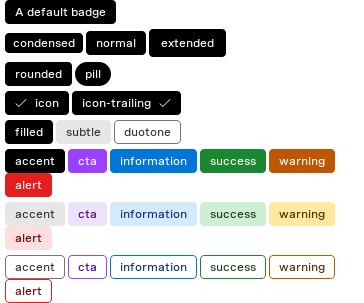 A default badge
condensed normal extended
rounded pill
icon icon-trailing
filled subtle duotone
accent cta information success warning
alert
accent cta information success warning
alert
accent cta information success warning
alert